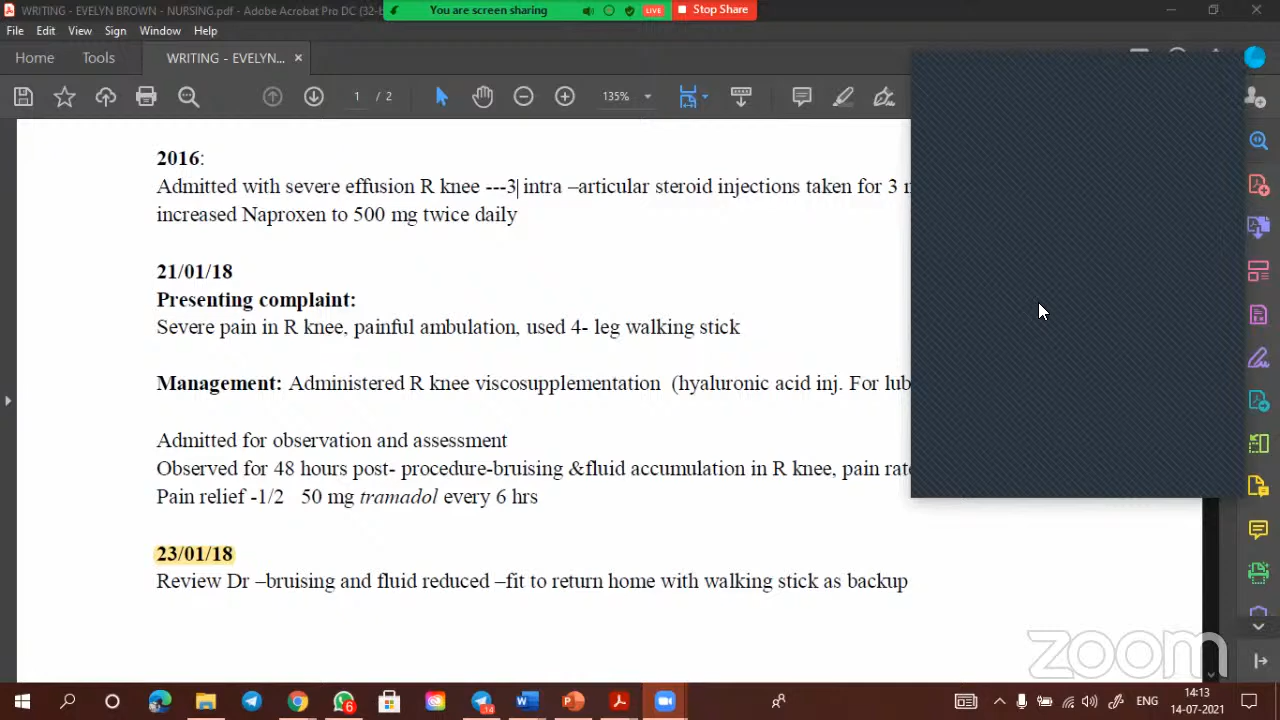 WRITING - EVELYN BROWN - NURSING.pdf - Adobe Acrobat Pro DC (32-b
You are screen sharing
LIVE
Stop Share
File Edit View Sign Window Help
Home Tools WRITING - EVELYN... ×
1 / 2 135%
2016:
Admitted with severe effusion R knee ---3 intra –articular steroid injections taken for 3
increased Naproxen to 500 mg twice daily
21/01/18
Presenting complaint:
Severe pain in R knee, painful ambulation, used 4- leg walking stick
Management: Administered R knee viscosupplementation (hyaluronic acid inj. For lub
Admitted for observation and assessment
Observed for 48 hours post- procedure-bruising &fluid accumulation in R knee, pain rate
Pain relief -1/2 50 mg tramadol every 6 hrs
23/01/18
Review Dr –bruising and fluid reduced –fit to return home with walking stick as backup
zoom
6
14
ENG
14:13
14-07-2021